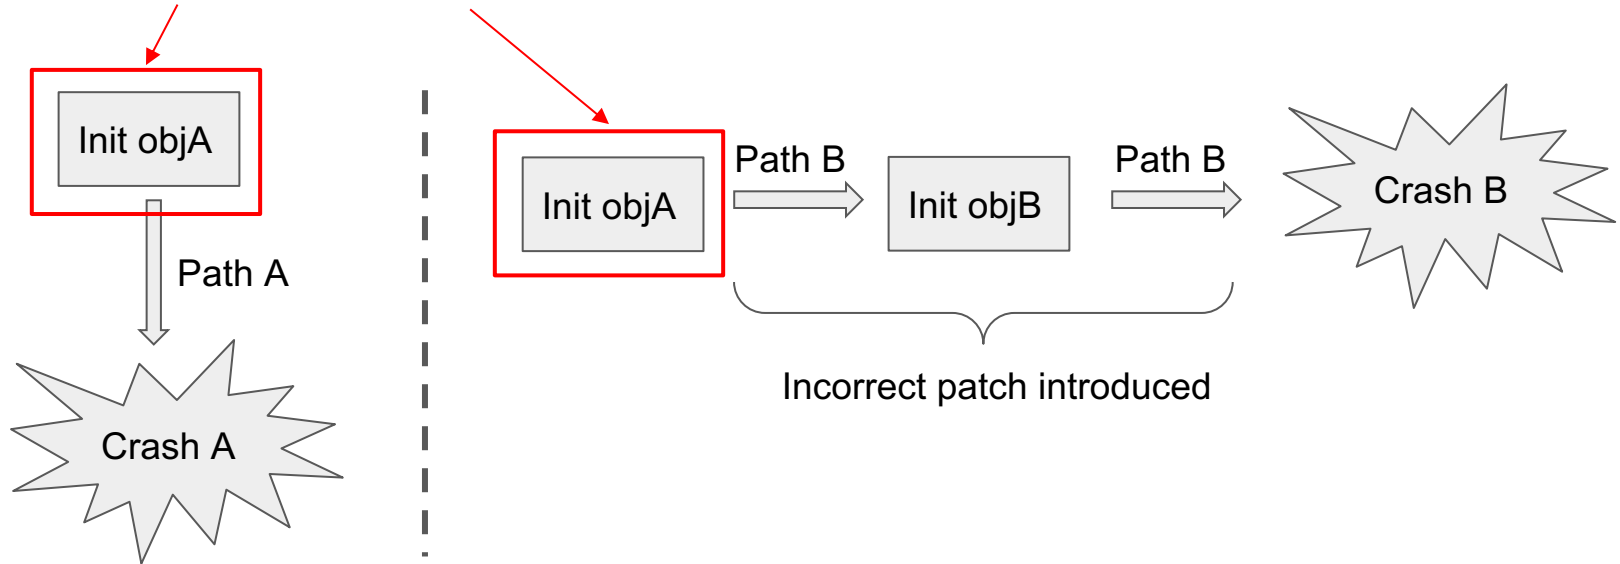 Init objA
Path A
Crash A
Init objA
Path B
Init objB
Path B
Crash B
Incorrect patch introduced